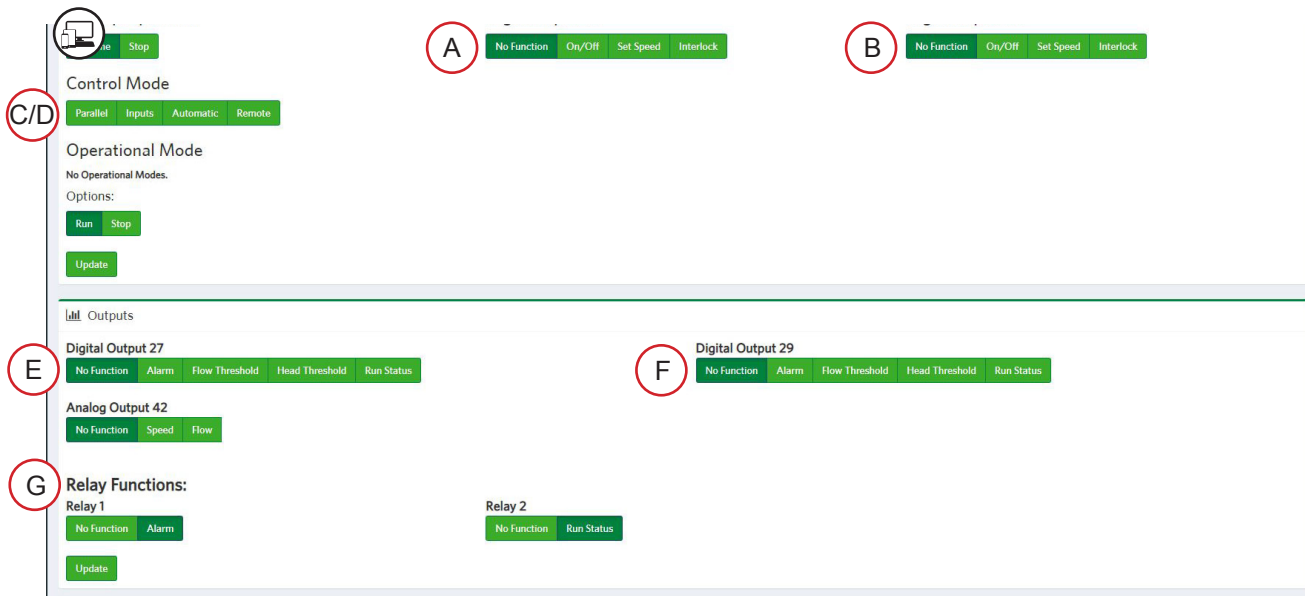 Stop
A
No Function On/Off Set Speed Interlock
B
No Function On/Off Set Speed Interlock
Control Mode
C/D
Parallel Inputs Automatic Remote
Operational Mode
No Operational Modes.
Options:
Run Stop
Update
Outputs
Digital Output 27
Digital Output 29
E
No Function Alarm Flow Threshold Head Threshold Run Status
F
No Function Alarm Flow Threshold Head Threshold Run Status
Analog Output 42
No Function Speed Flow
G
Relay Functions:
Relay 1
Relay 2
No Function Alarm
No Function Run Status
Update